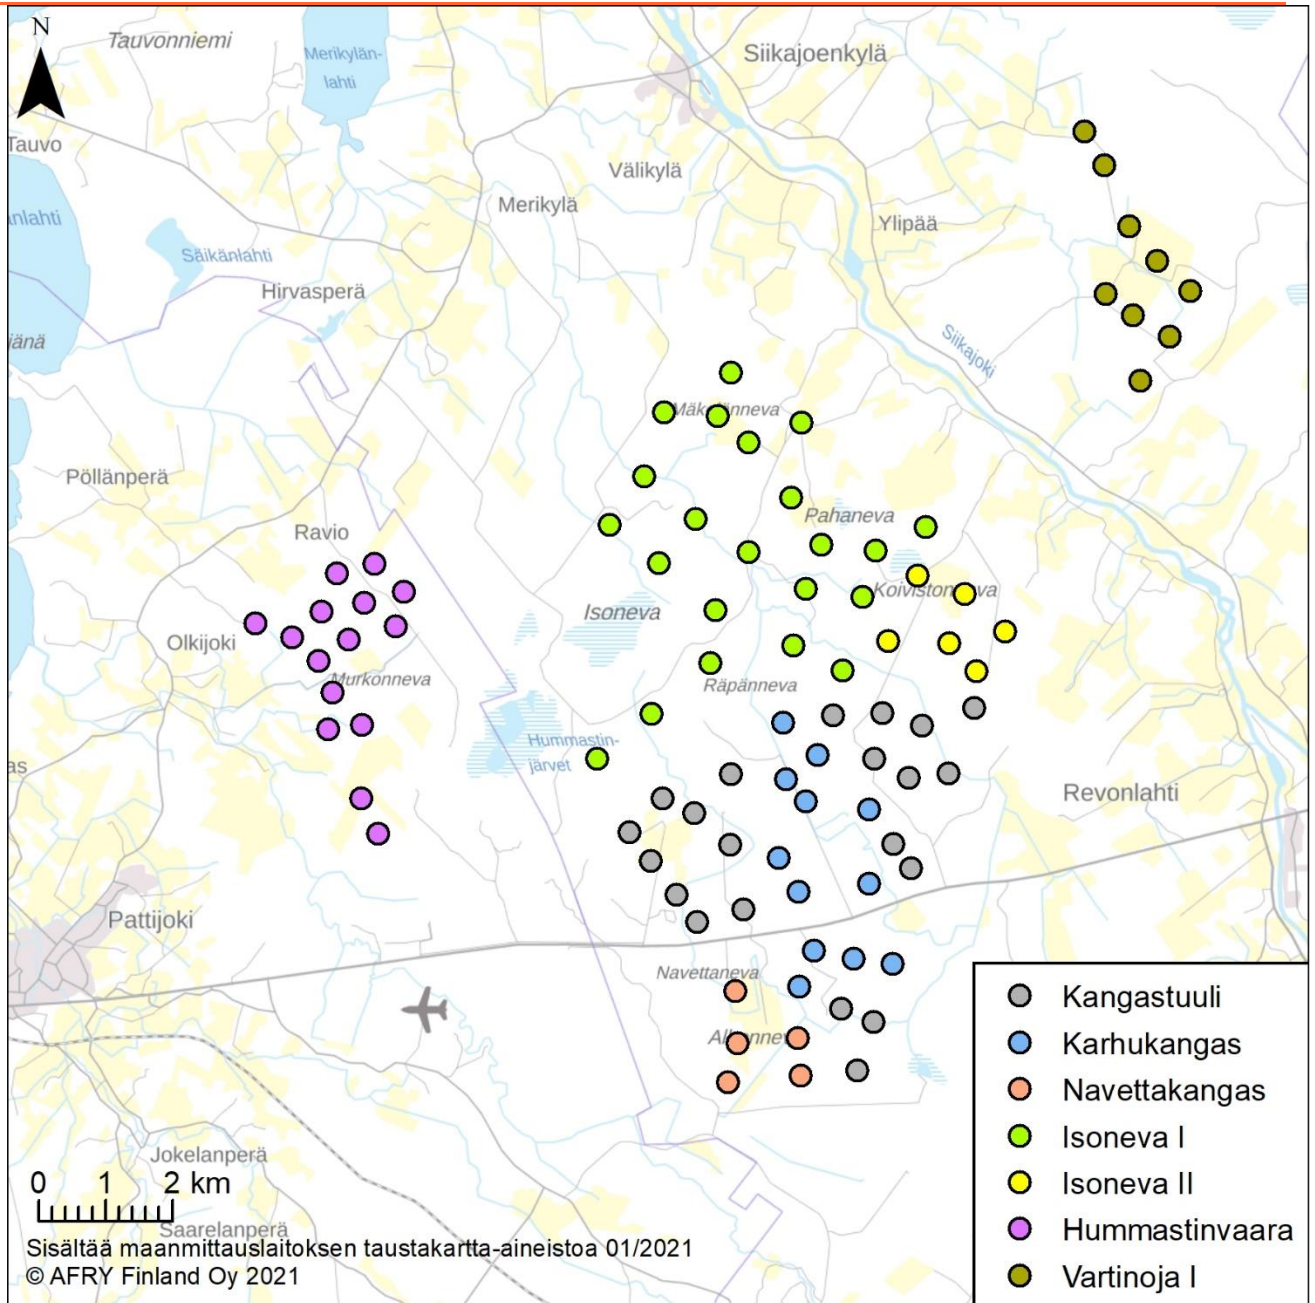 N
Tauvonniemi
Merikylän-
lahti
Siikajoenkylä
Tauvo
Välikylä
Merikylä
Ylipää
Säikänlahti
Hirvasperä
Siikajoki
Pöllänperä
Pahaneva
Ravio
Isoneva
Olkijoki
Murkonneva
Räpänneva
Hummastin-
järvet
Revonlahti
Pattijoki
Navettaneva
Jokelanperä
0 1 2 km
Saarelanperä
Sisältää maanmittauslaitoksen taustakartta-aineistoa 01/2021
© AFRY Finland Oy 2021
Kangastuuli
Karhukangas
Navettakangas
Isoneva I
Isoneva II
Hummastinvaara
Vartinoja I